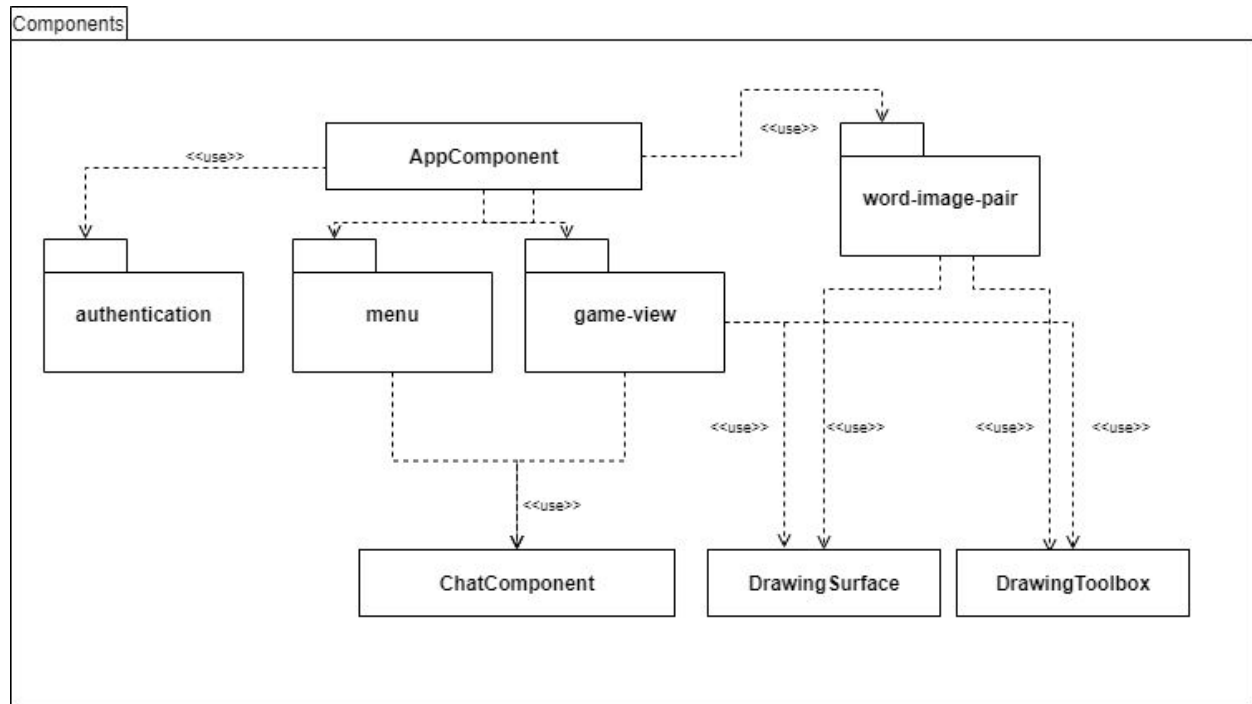 Components
<<use>>
AppComponent
<<use>>
word-image-pair
authentication
menu
game-view
<<use>>
<<use>>
<<use>>
<<use>>
<<use>>
ChatComponent
DrawingSurface
DrawingToolbox